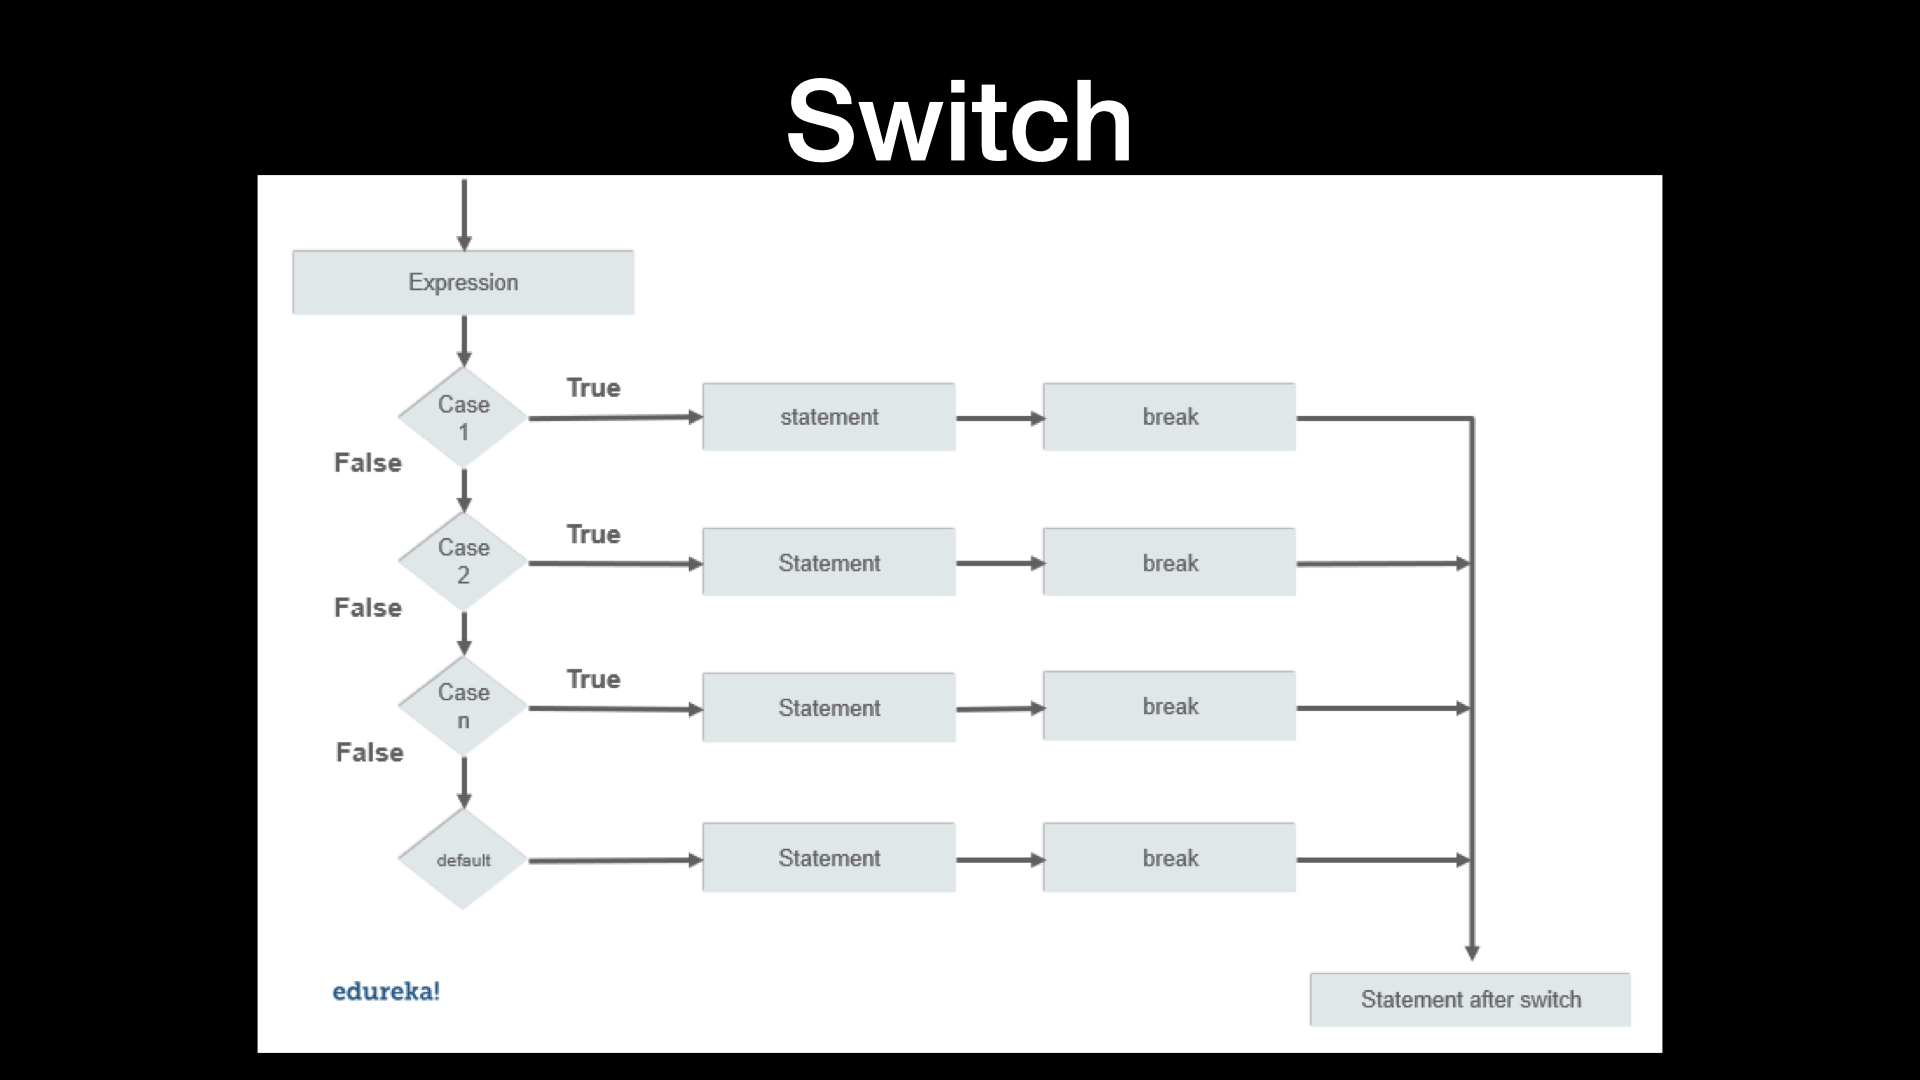 Switch
Expression
Case
1
True
statement
break
False
Case
2
True
Statement
break
False
Case
n
True
Statement
break
False
default
Statement
break
edureka!
Statement after switch